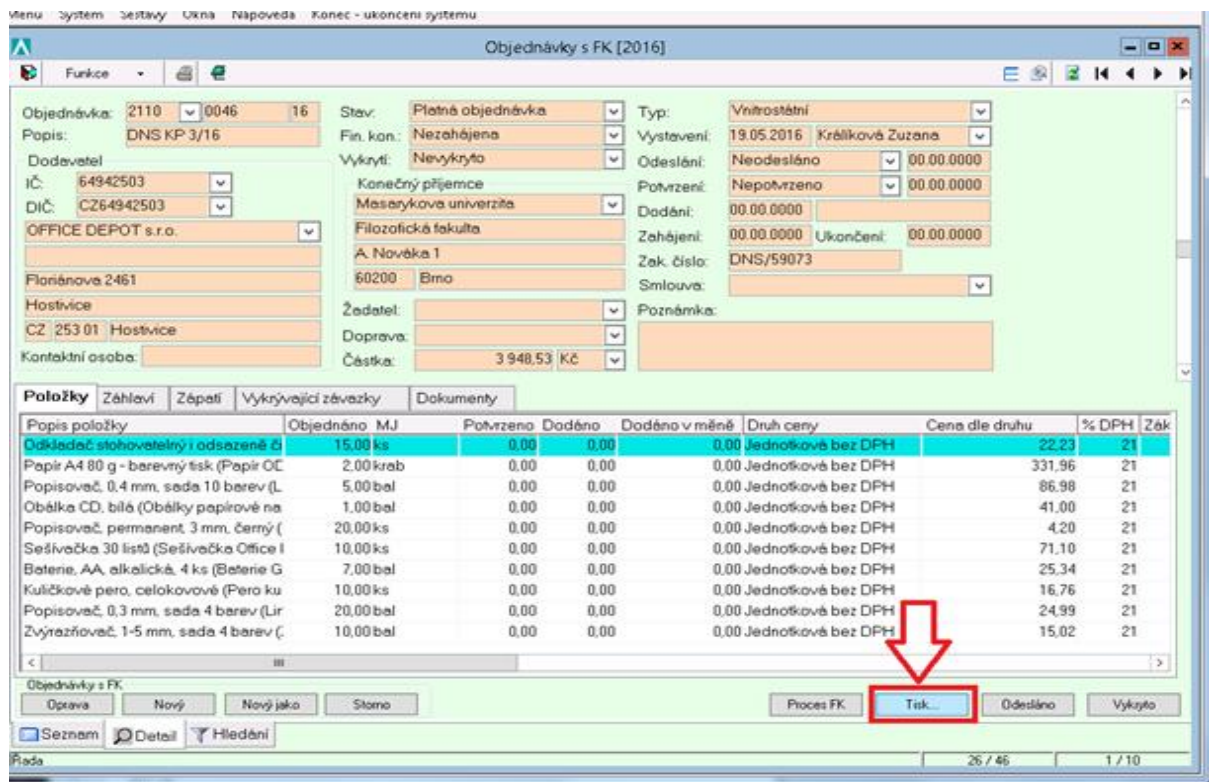 Menu System Sestavy Okna Nápověda Konec - ukončení systému
Objednávky s FK [2016]
Funkce
Objednávka: 2110 0046 16 Stav: Platná objednávka Typ: Vnitrostátní
Popis: DNS KP 3/16 Fin. kon.: Nezahájena Vystavení: 19.05.2016 Králíková Zuzana
Dodavatel Vykrytí: Nevykryto Odeslání: Neodesláno 00.00.0000
IČ: 64942503 Konečný příjemce Potvrzení: Nepotvrzeno 00.00.0000
DIČ: CZ64942503 Masarykova univerzita Dodání: 00.00.0000
OFFICE DEPOT s.r.o. Filozofická fakulta Zahájení: 00.00.0000 Ukončení: 00.00.0000
A. Nováka 1 Zak. číslo: DNS/59073
Floriánova 2461 60200 Brno Smlouva:
Hostivice Žadatel: Poznámka:
CZ 253 01 Hostivice Doprava:
Kontaktní osoba: Částka: 3 948,53 Kč
Položky Záhlaví Zápatí Vykrývající závazky Dokumenty
Popis položky Objednáno MJ Potvrzeno Dodáno Dodáno v měně Druh ceny Cena dle druhu % DPH Zák
Odkladač stohovatelný i odsazeně či 15,00 ks 0,00 0,00 0,00 Jednotková bez DPH 22,23 21
Papír A4 80 g - barevný tisk (Papír OD 2,00 krab 0,00 0,00 0,00 Jednotková bez DPH 331,96 21
Popisovač, 0,4 mm, sada 10 barev (L 5,00 bal 0,00 0,00 0,00 Jednotková bez DPH 86,98 21
Obálka CD, bílá (Obálky papírové na 1,00 bal 0,00 0,00 0,00 Jednotková bez DPH 41,00 21
Popisovač, permanent, 3 mm, černý ( 20,00 ks 0,00 0,00 0,00 Jednotková bez DPH 4,20 21
Sešívačka 30 listů (Sešívačka Office 10,00 ks 0,00 0,00 0,00 Jednotková bez DPH 71,10 21
Baterie, AA, alkalická, 4 ks (Baterie G 7,00 bal 0,00 0,00 0,00 Jednotková bez DPH 25,34 21
Kuličkové pero, celokovové (Pero ku 10,00 ks 0,00 0,00 0,00 Jednotková bez DPH 16,76 21
Popisovač, 0,3 mm, sada 4 barev (Lir 20,00 bal 0,00 0,00 0,00 Jednotková bez DPH 24,99 21
Zvýrazňovač, 1-5 mm, sada 4 barev ( 10,00 bal 0,00 0,00 0,00 Jednotková bez DPH 15,02 21
Objednávky s FK
Oprava Nový Nový jako Storno Proces FK Tisk... Odesláno Vykryto
Seznam Detail Hledání
Řada 26 / 46 1 / 10